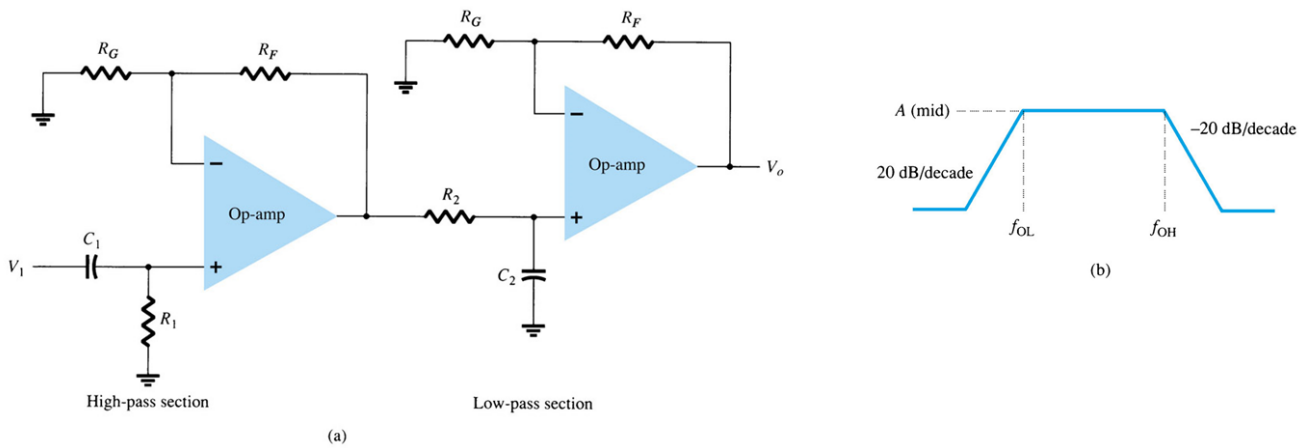 R_G
R_F
Op-amp
−
+
C_1
V_1
R_1
High-pass section
R_G
R_F
Op-amp
−
+
V_o
R_2
C_2
Low-pass section
(a)
A (mid)
20 dB/decade
–20 dB/decade
f_OL
f_OH
(b)